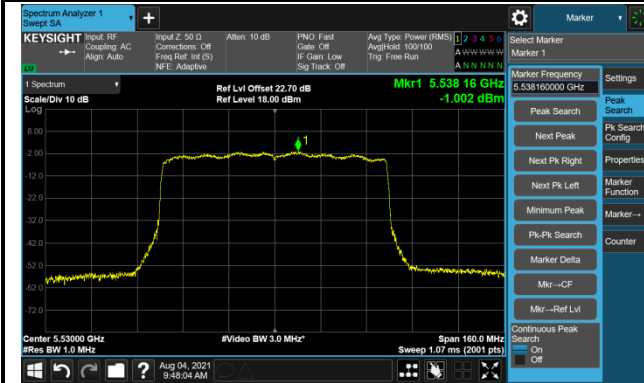 Spectrum Analyzer 1
Swept SA
+
Marker
KEYSIGHT Input: RF Input Z: 50 Ω Atten: 10 dB PNO: Fast Avg Type: Power (RMS) 1 2 3 4 5 6
Coupling: AC Corrections: Off Gate: Off Avg|Hold: 100/100 A W W W W W
Align: Auto Freq Ref: Int (S) IF Gain: Low Trig: Free Run
NFE: Adaptive Sig Track: Off A N N N N N
Select Marker
Marker 1
1 Spectrum
Scale/Div 10 dB
Log
Ref Lvl Offset 22.70 dB
Ref Level 18.00 dBm
Mkr1 5.538 16 GHz
-1.002 dBm
8.00
-2.00
-12.0
-22.0
-32.0
-42.0
-52.0
-62.0
-72.0
1
Center 5.53000 GHz #Video BW 3.0 MHz* Span 160.0 MHz
#Res BW 1.0 MHz Sweep 1.07 ms (2001 pts)
Marker Frequency
5.538160000 GHz
Peak Search
Next Peak
Next Pk Right
Next Pk Left
Minimum Peak
Pk-Pk Search
Marker Delta
Mkr→CF
Mkr→Ref Lvl
Continuous Peak
Search
On
Off
Settings
Peak
Search
Pk Search
Config
Properties
Marker
Function
Marker→
Counter
?
Aug 04, 2021
9:48:04 AM